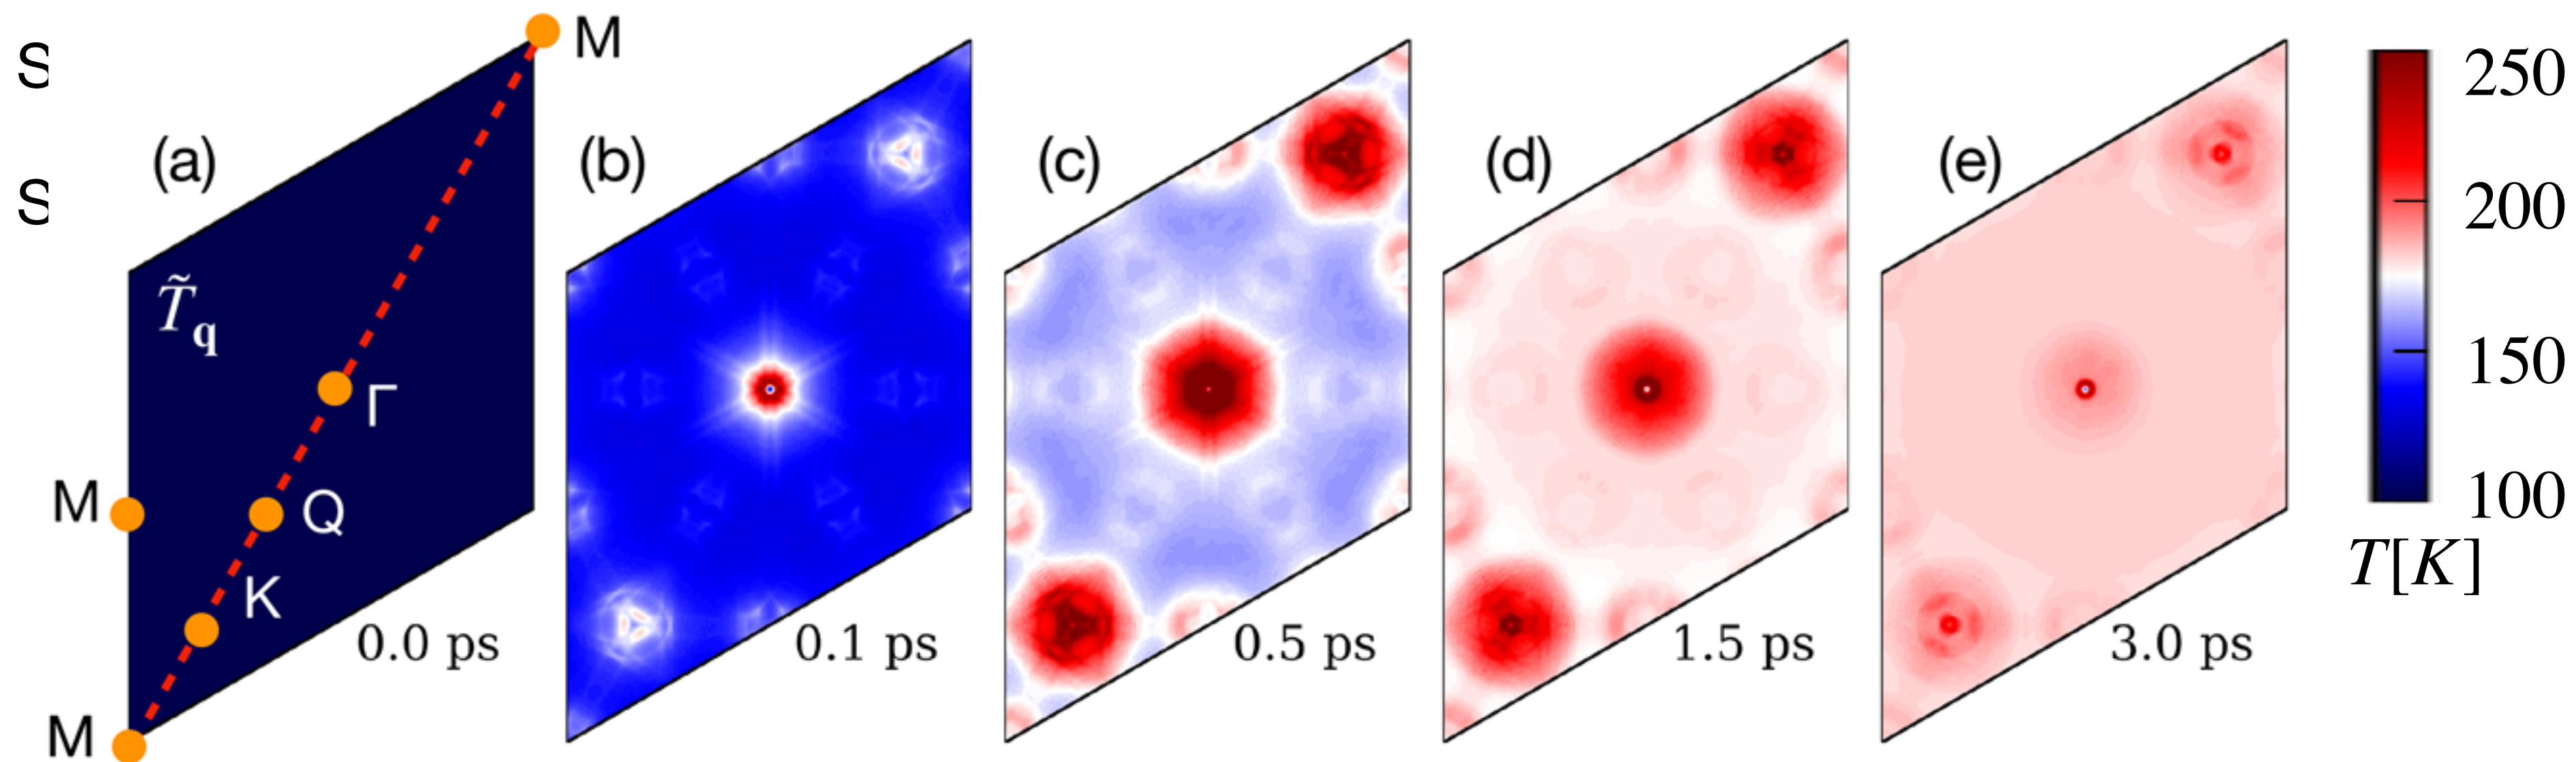 S
S
(a)
M
T̃q
Γ
M
Q
K
M
0.0 ps
(b)
0.1 ps
(c)
0.5 ps
(d)
1.5 ps
(e)
3.0 ps
250
200
150
100
T[K]